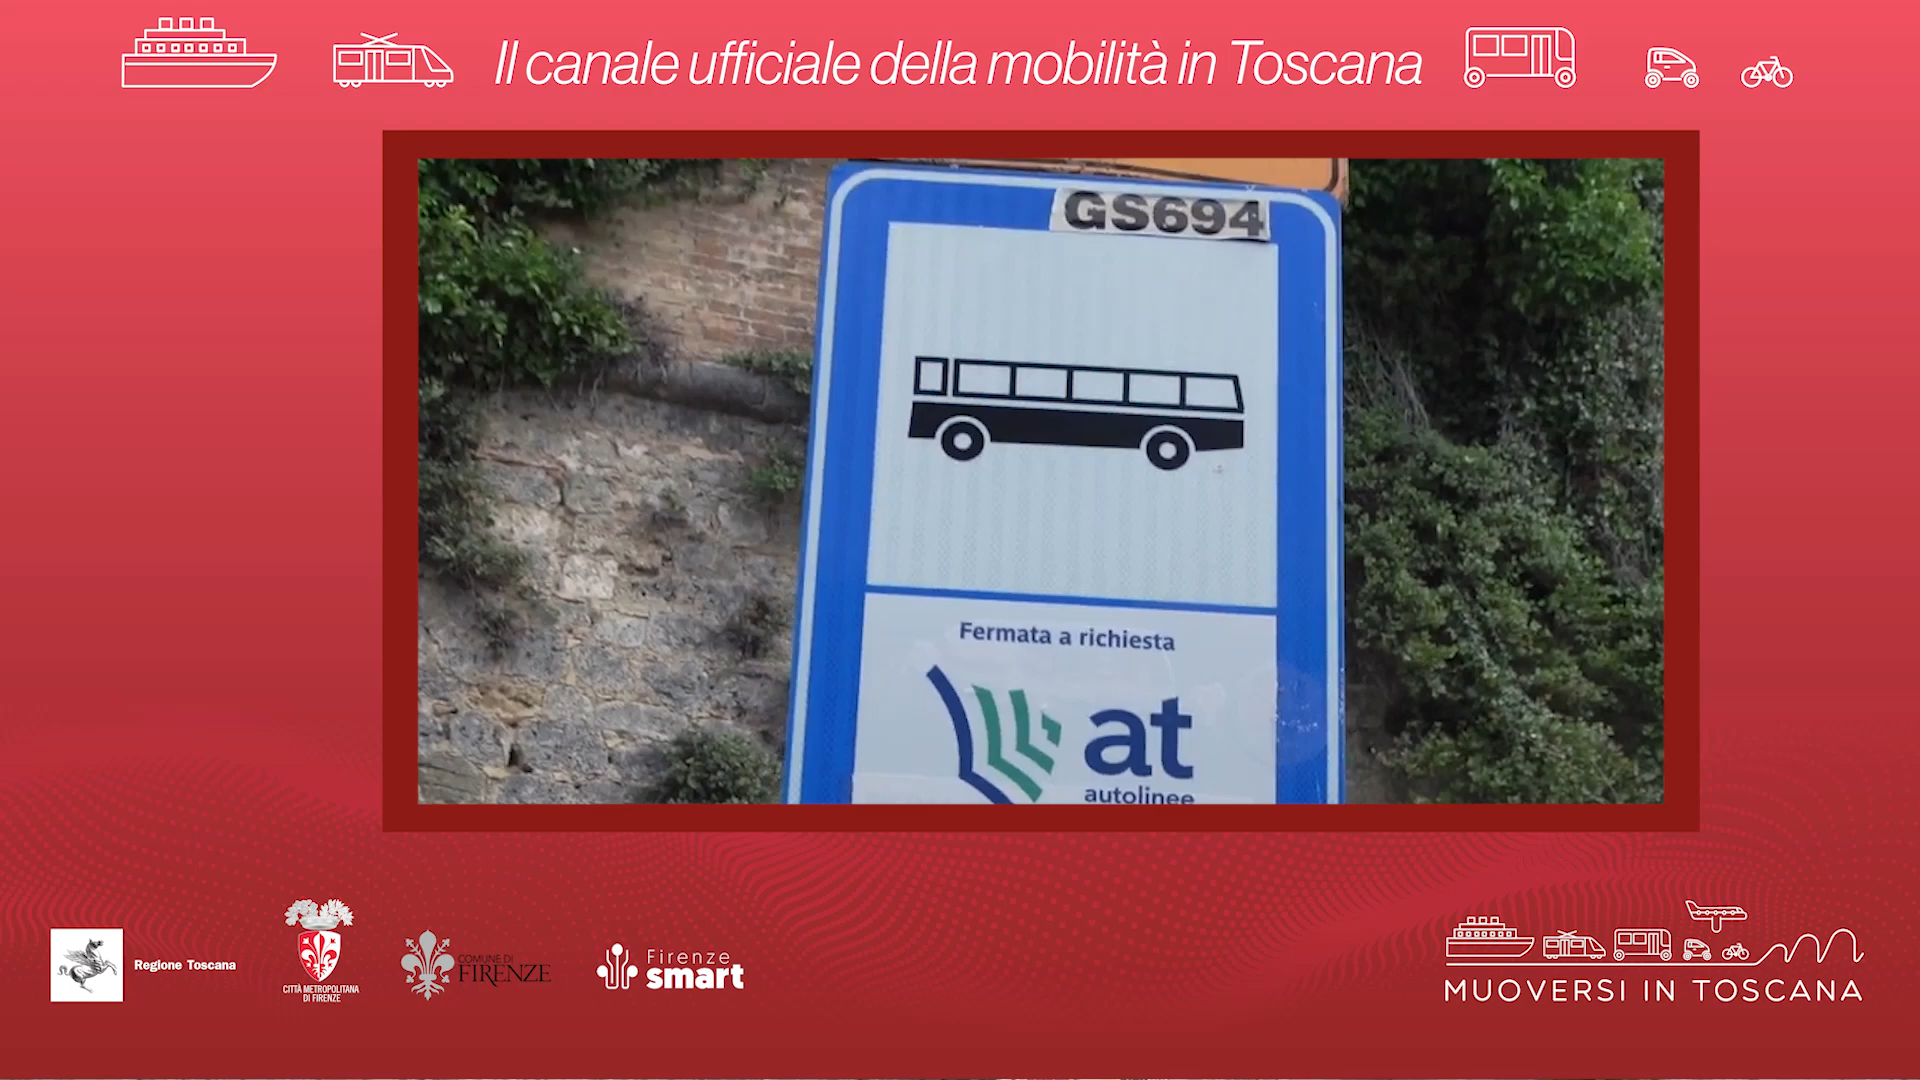 Il canale ufficiale della mobilità in Toscana
GS694
Fermata a richiesta
at
autolinee
Regione Toscana
CITTÀ METROPOLITANA
DI FIRENZE
COMUNE DI
FIRENZE
Firenze
smart
MUOVERSI IN TOSCANA